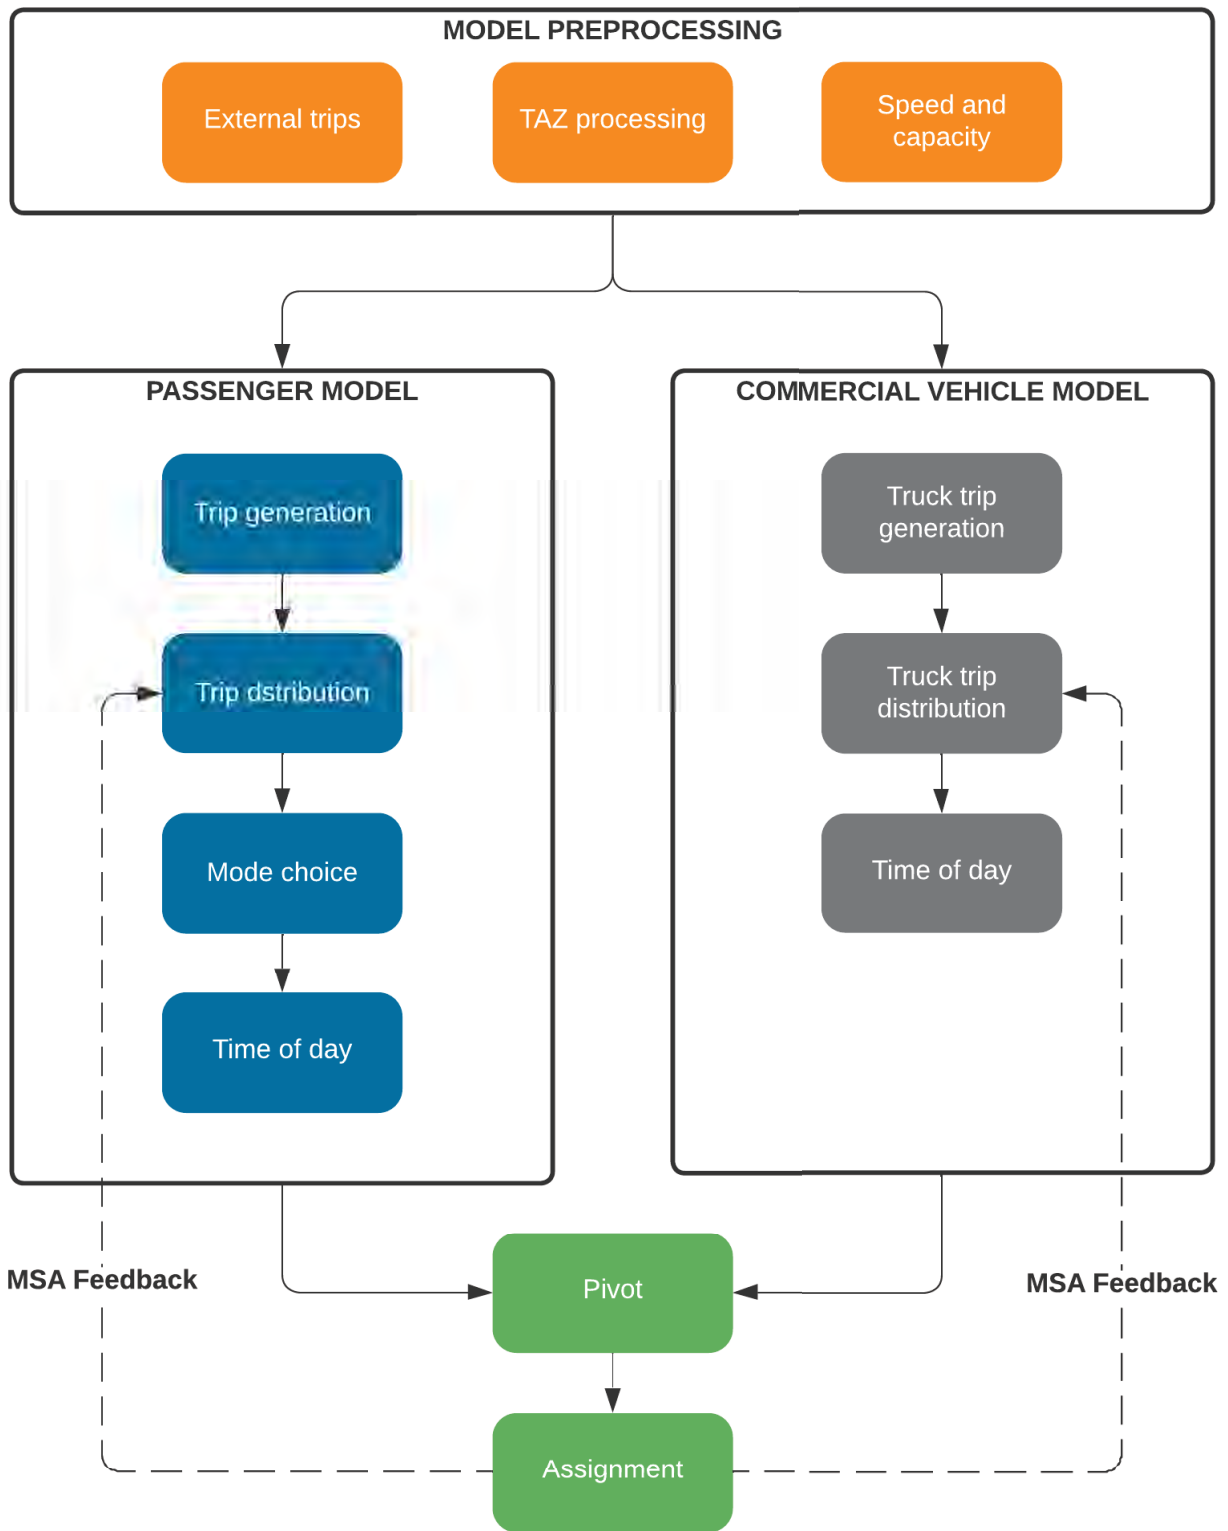 MODEL PREPROCESSING
External trips
TAZ processing
Speed and
capacity
PASSENGER MODEL
Trip generation
Trip dstribution
Mode choice
Time of day
COMMERCIAL VEHICLE MODEL
Truck trip
generation
Truck trip
distribution
Time of day
MSA Feedback
Pivot
MSA Feedback
Assignment